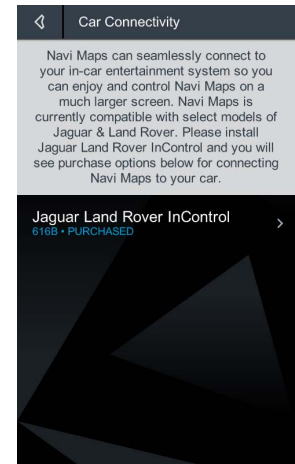 Car Connectivity
Navi Maps can seamlessly connect to
your in-car entertainment system so you
can enjoy and control Navi Maps on a
much larger screen. Navi Maps is
currently compatible with select models of
Jaguar & Land Rover. Please install
Jaguar Land Rover InControl and you will
see purchase options below for connecting
Navi Maps to your car.
Jaguar Land Rover InControl
616B • PURCHASED